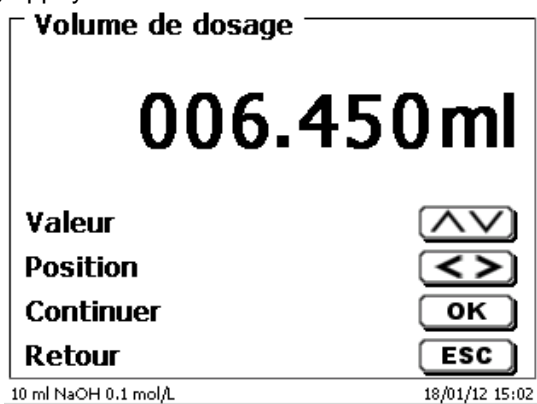 Volume de dosage
006.450ml
Valeur
Position < >
Continuer OK
Retour ESC
10 ml NaOH 0.1 mol/L 18/01/12 15:02